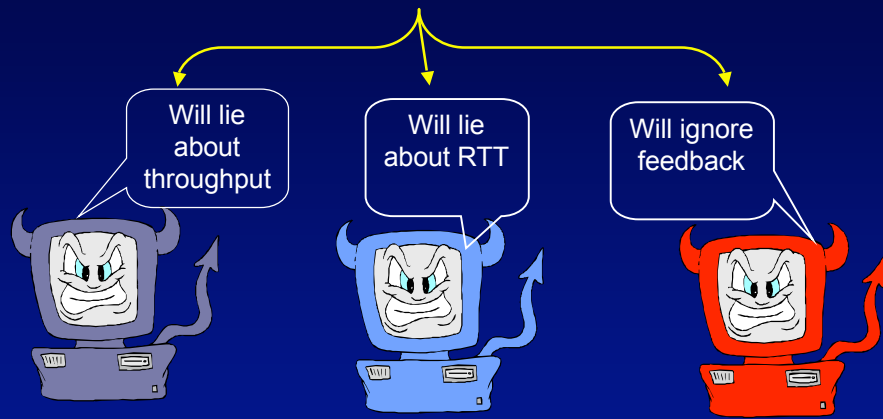 Will lie
about
throughput
Will lie
about RTT
Will ignore
feedback